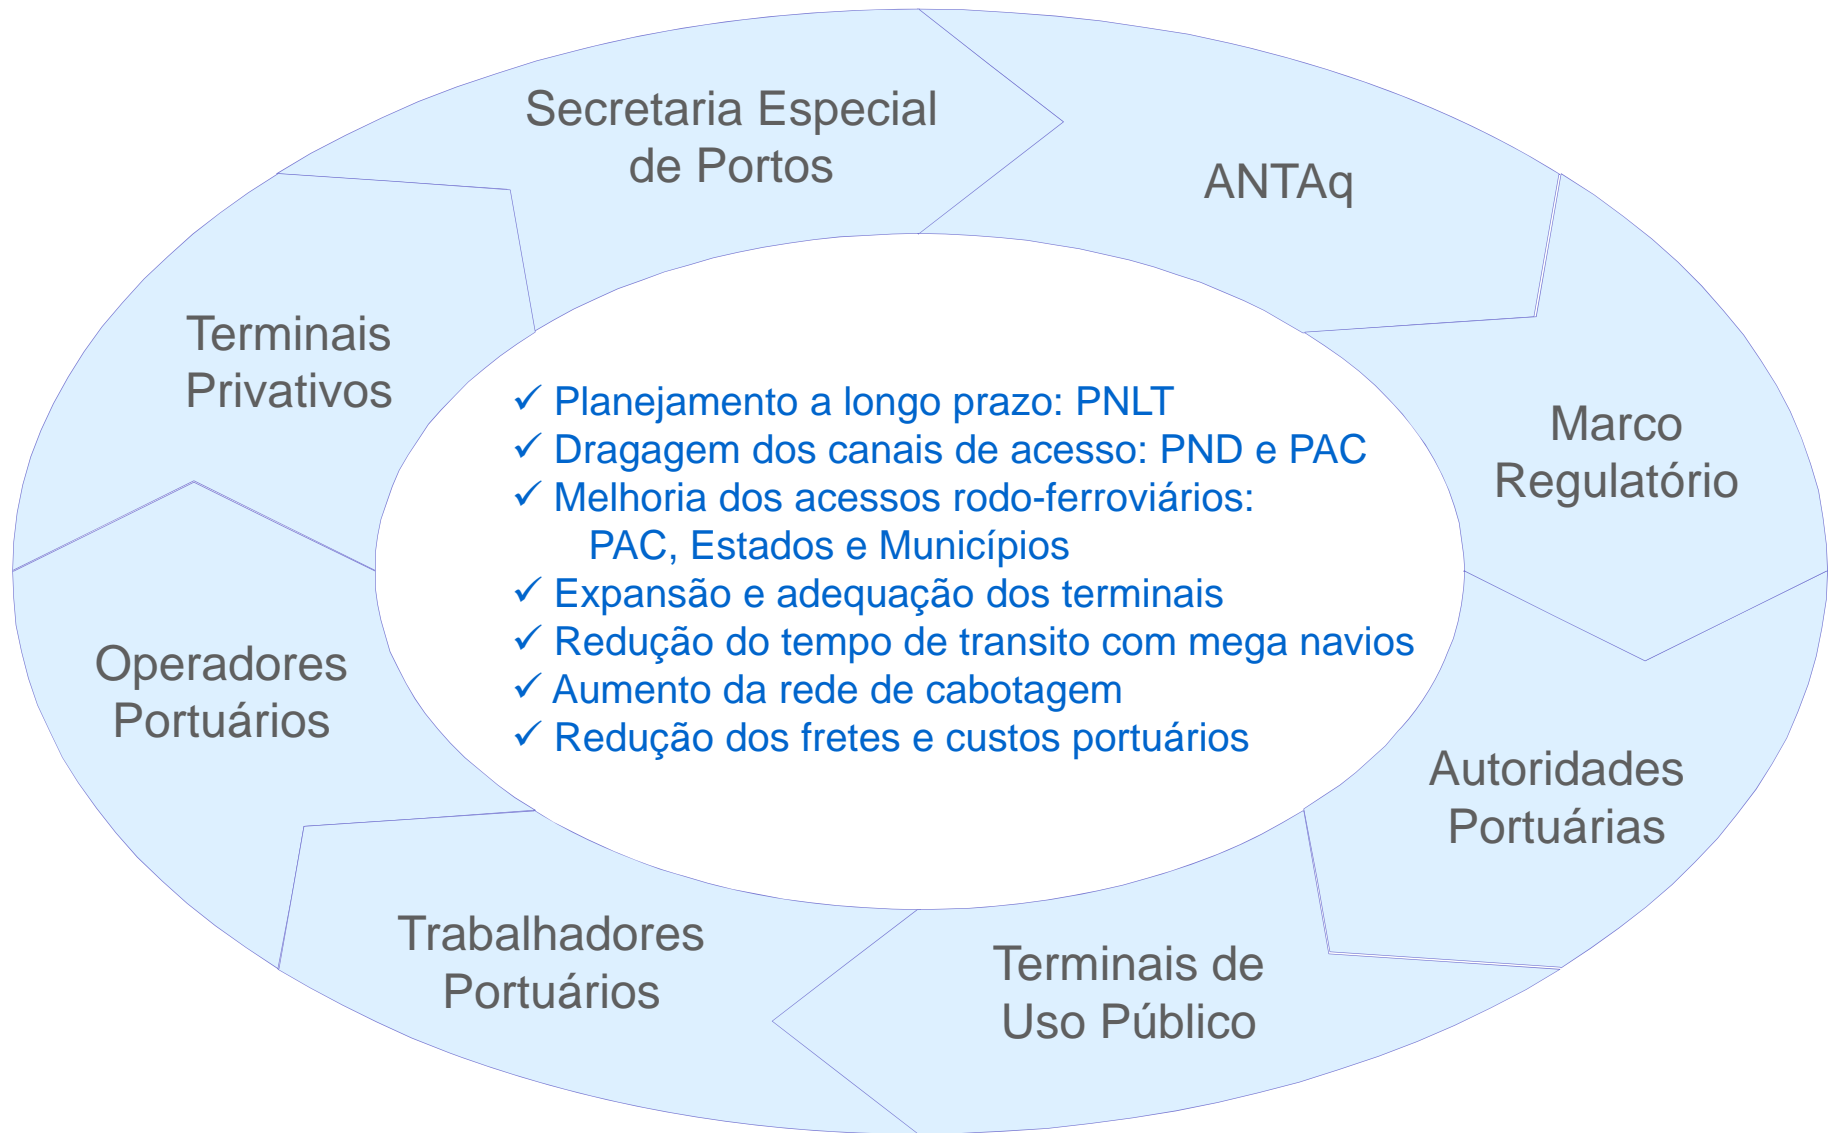 Secretaria Especial
de Portos
ANTAq
Marco
Regulatório
Autoridades
Portuárias
Terminais de
Uso Público
Trabalhadores
Portuários
Operadores
Portuários
Terminais
Privativos
✓ Planejamento a longo prazo: PNLT
✓ Dragagem dos canais de acesso: PND e PAC
✓ Melhoria dos acessos rodo-ferroviários:
PAC, Estados e Municípios
✓ Expansão e adequação dos terminais
✓ Redução do tempo de transito com mega navios
✓ Aumento da rede de cabotagem
✓ Redução dos fretes e custos portuários